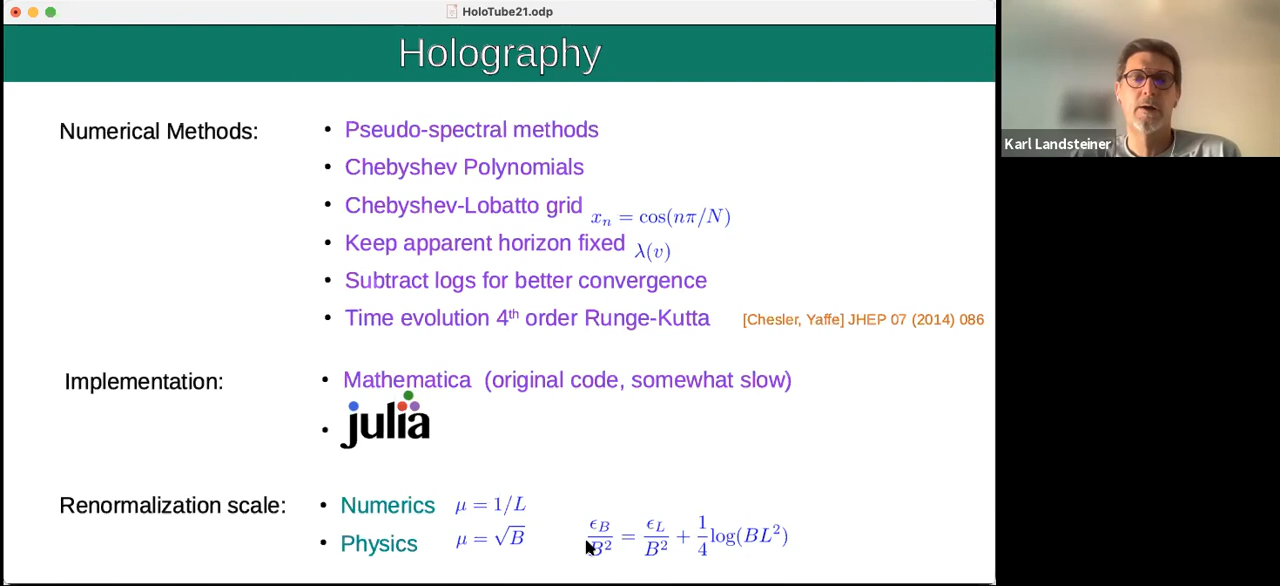 HoloTube21.odp
Holography
Karl Landsteiner
Numerical Methods:
• Pseudo-spectral methods
• Chebyshev Polynomials
• Chebyshev-Lobatto grid x_n = cos(nπ/N)
• Keep apparent horizon fixed λ(v)
• Subtract logs for better convergence
• Time evolution 4th order Runge-Kutta [Chesler, Yaffe] JHEP 07 (2014) 086
Implementation:
• Mathematica (original code, somewhat slow)
• julia
Renormalization scale:
• Numerics μ = 1/L
• Physics μ = √B ϵ_B/B² = ϵ_L/B² + 1/4 log(BL²)